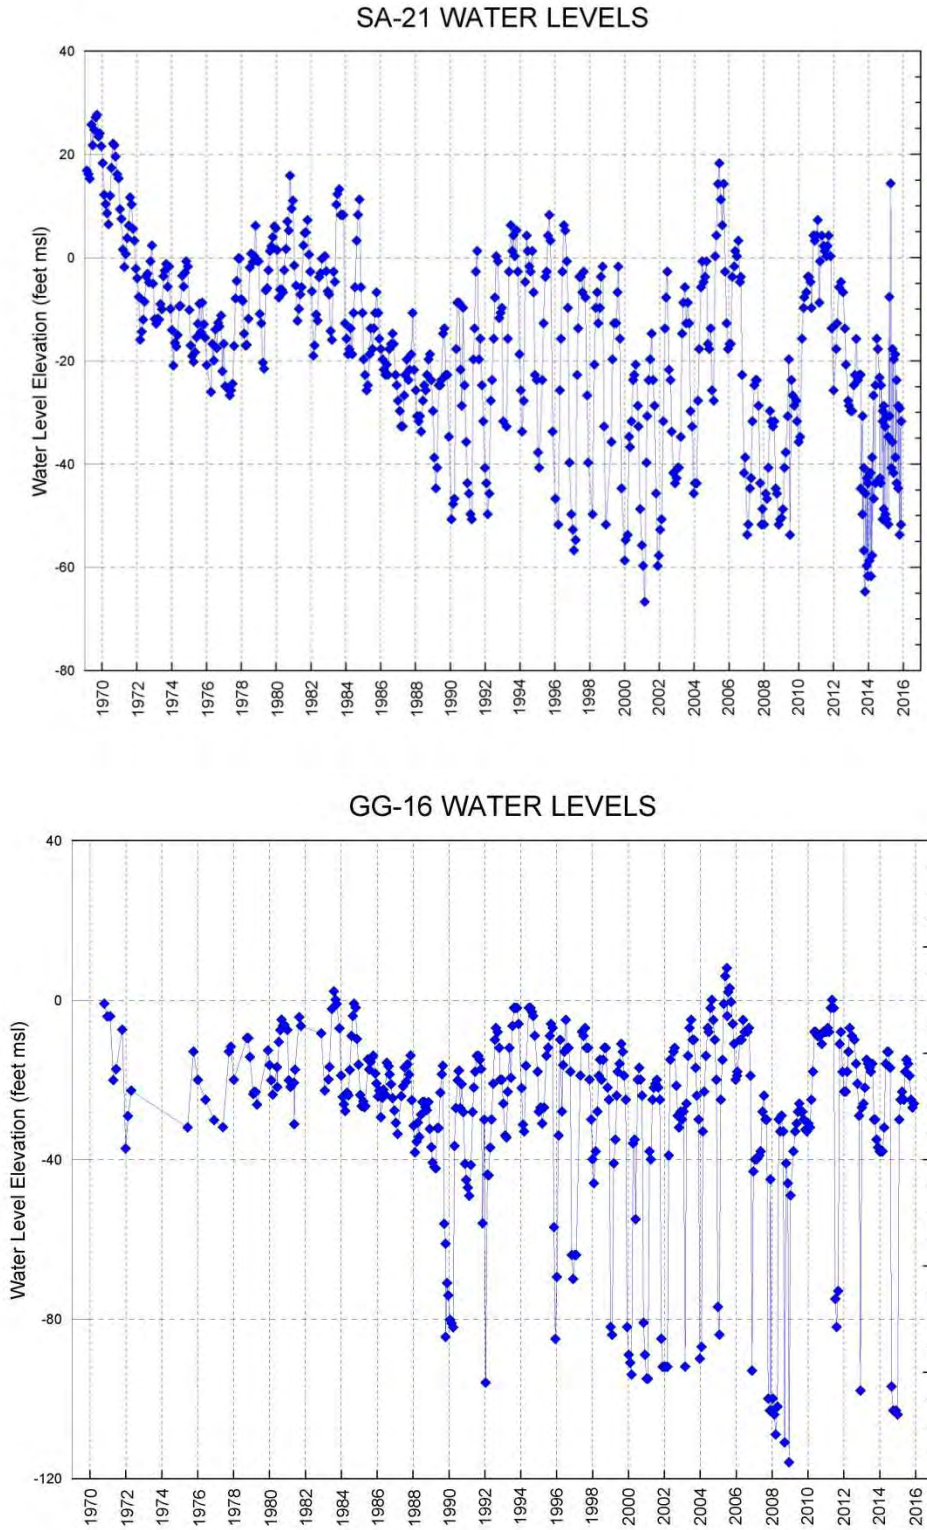 SA-21 WATER LEVELS
40
20
0
-20
-40
-60
-80
Water Level Elevation (feet msl)
1970 1972 1974 1976 1978 1980 1982 1984 1986 1988 1990 1992 1994 1996 1998 2000 2002 2004 2006 2008 2010 2012 2014 2016
GG-16 WATER LEVELS
40
0
-40
-80
-120
Water Level Elevation (feet msl)
1970 1972 1974 1976 1978 1980 1982 1984 1986 1988 1990 1992 1994 1996 1998 2000 2002 2004 2006 2008 2010 2012 2014 2016